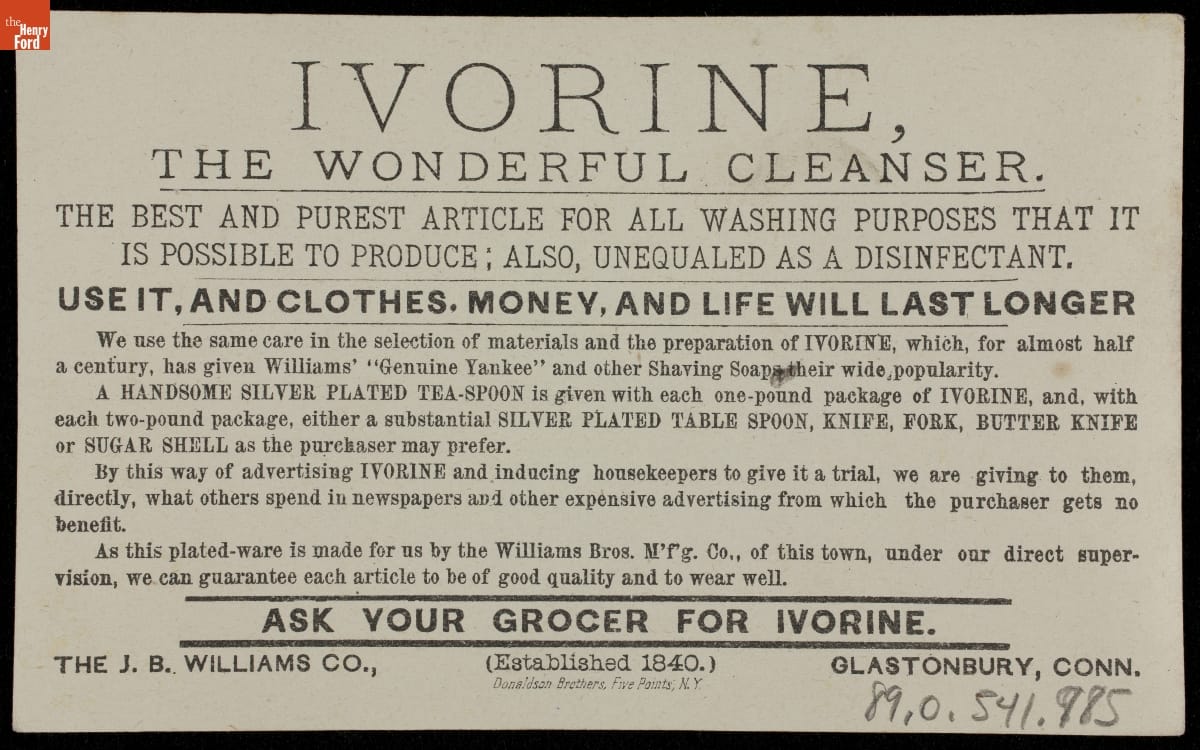 the
Henry
Ford
IVORINE,
THE WONDERFUL CLEANSER.
THE BEST AND PUREST ARTICLE FOR ALL WASHING PURPOSES THAT IT
IS POSSIBLE TO PRODUCE; ALSO, UNEQUALED AS A DISINFECTANT.
USE IT, AND CLOTHES. MONEY, AND LIFE WILL LAST LONGER
We use the same care in the selection of materials and the preparation of IVORINE, which, for almost half
a century, has given Williams' "Genuine Yankee" and other Shaving Soaps their wide popularity.
A HANDSOME SILVER PLATED TEA-SPOON is given with each one-pound package of IVORINE, and, with
each two-pound package, either a substantial SILVER PLATED TABLE SPOON, KNIFE, FORK, BUTTER KNIFE
or SUGAR SHELL as the purchaser may prefer.
By this way of advertising IVORINE and inducing housekeepers to give it a trial, we are giving to them,
directly, what others spend in newspapers and other expensive advertising from which the purchaser gets no
benefit.
As this plated-ware is made for us by the Williams Bros. M'f'g. Co., of this town, under our direct super-
vision, we can guarantee each article to be of good quality and to wear well.
ASK YOUR GROCER FOR IVORINE.
THE J. B. WILLIAMS CO., (Established 1840.) GLASTONBURY, CONN.
Donaldson Brothers, Five Points, N.Y.
89.0.541.985